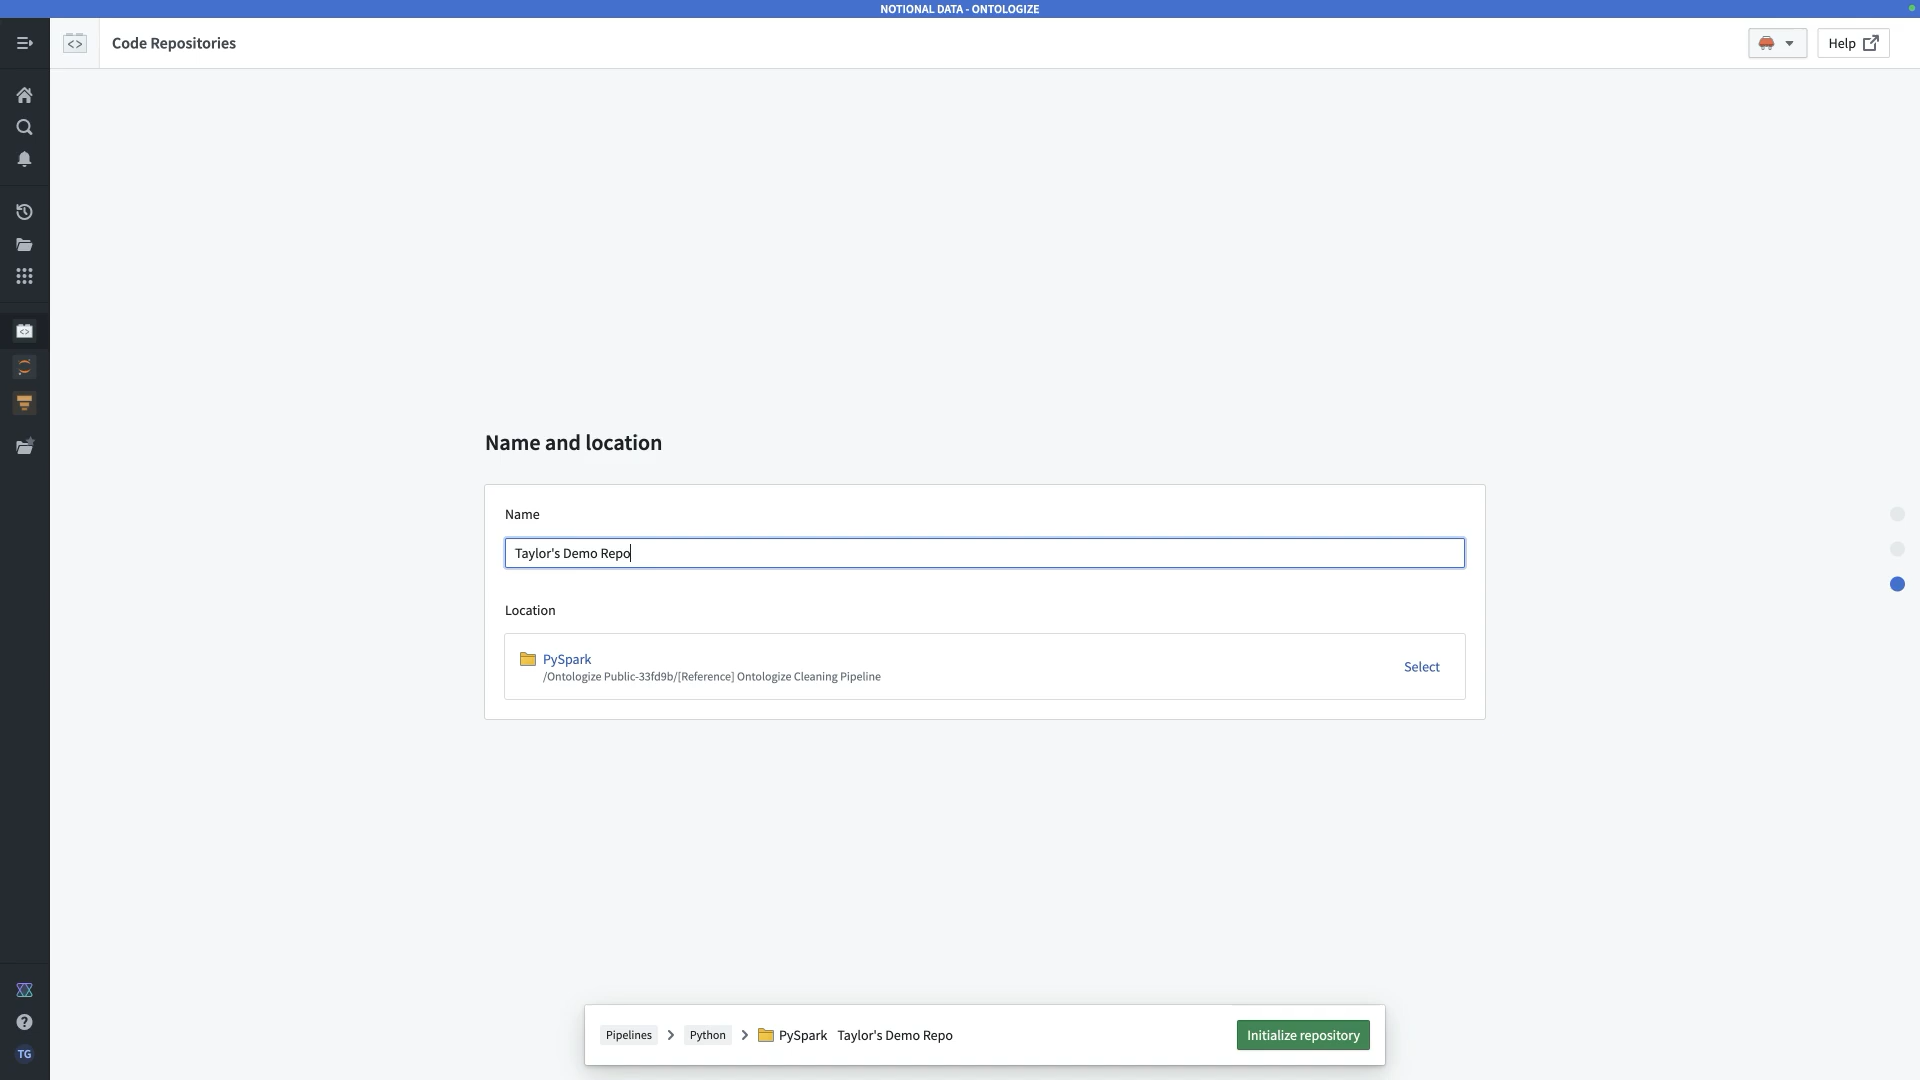 NOTIONAL DATA - ONTOLOGIZE
Code Repositories
Help
Name and location
Name
Taylor's Demo Repo
Location
PySpark
/Ontologize Public-33fd9b/[Reference] Ontologize Cleaning Pipeline
Select
Pipelines > Python > PySpark Taylor's Demo Repo
Initialize repository
TG